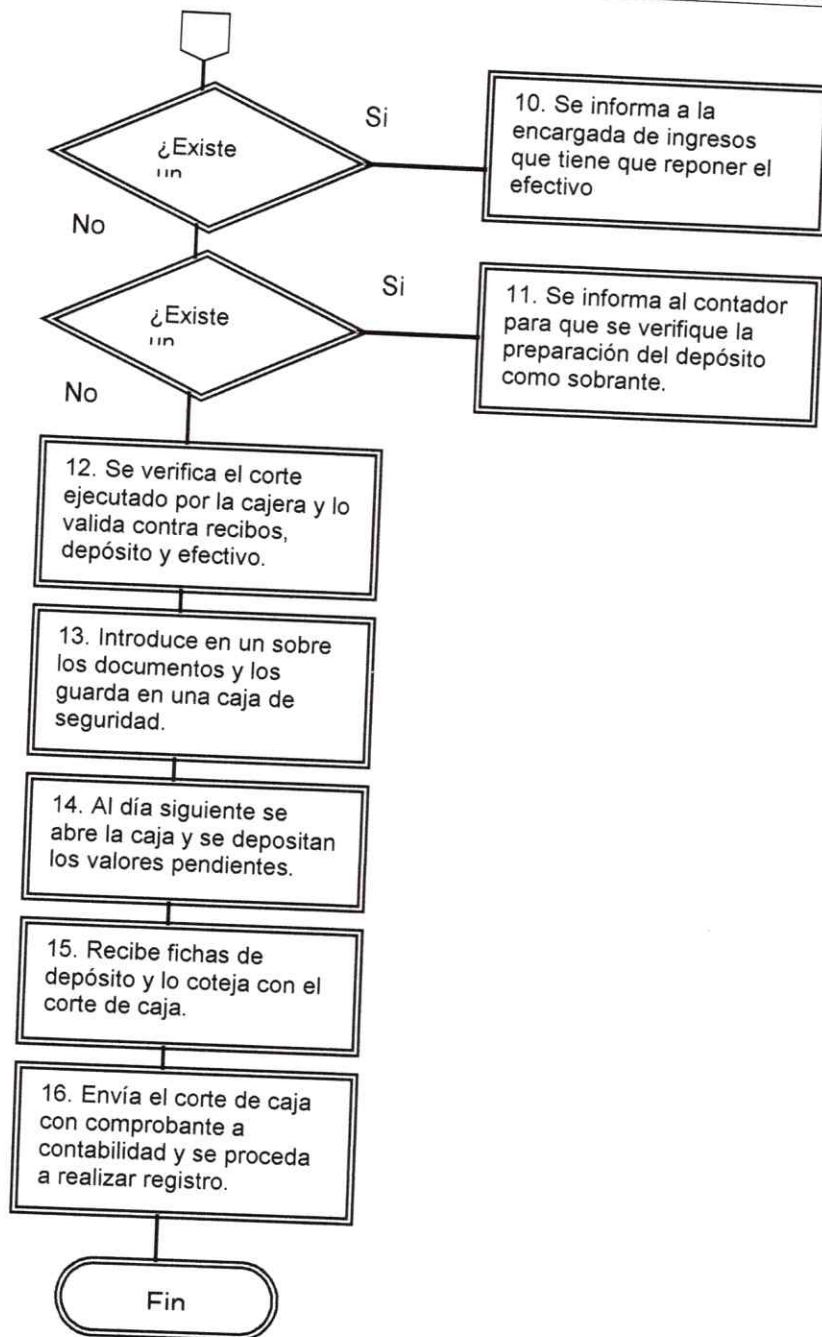 ¿Existe
un
Si
10. Se informa a la
encargada de ingresos
que tiene que reponer el
efectivo
No
¿Existe
un
Si
11. Se informa al contador
para que se verifique la
preparación del depósito
como sobrante.
No
12. Se verifica el corte
ejecutado por la cajera y lo
valida contra recibos,
depósito y efectivo.
13. Introduce en un sobre
los documentos y los
guarda en una caja de
seguridad.
14. Al día siguiente se
abre la caja y se depositan
los valores pendientes.
15. Recibe fichas de
depósito y lo coteja con el
corte de caja.
16. Envía el corte de caja
con comprobante a
contabilidad y se proceda
a realizar registro.
Fin